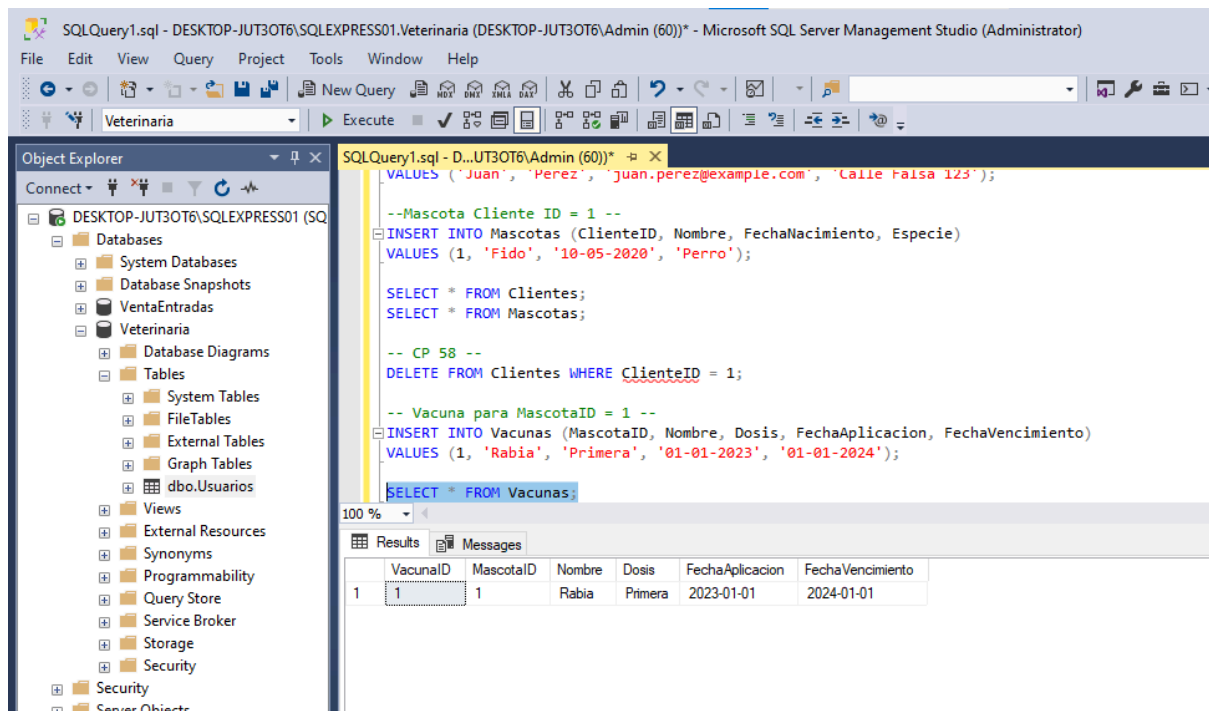 SQLQuery1.sql - DESKTOP-JUT3OT6\SQLEXPRESS01.Veterinaria (DESKTOP-JUT3OT6\Admin (60))* - Microsoft SQL Server Management Studio (Administrator)
File Edit View Query Project Tools Window Help
New Query MDX DMX XMLA DAX
Veterinaria Execute
Object Explorer
SQLQuery1.sql - D...UT3OT6\Admin (60))*
Connect
DESKTOP-JUT3OT6\SQLEXPRESS01 (SQ
Databases
System Databases
Database Snapshots
VentaEntradas
Veterinaria
Database Diagrams
Tables
System Tables
FileTables
External Tables
Graph Tables
dbo.Usuarios
Views
External Resources
Synonyms
Programmability
Query Store
Service Broker
Storage
Security
Security
Server Objects
VALUES ('Juan', 'Perez', 'juan.perez@example.com', 'Calle Falsa 123');
--Mascota Cliente ID = 1 --
INSERT INTO Mascotas (ClienteID, Nombre, FechaNacimiento, Especie)
VALUES (1, 'Fido', '10-05-2020', 'Perro');
SELECT * FROM Clientes;
SELECT * FROM Mascotas;
-- CP 58 --
DELETE FROM Clientes WHERE ClienteID = 1;
-- Vacuna para MascotaID = 1 --
INSERT INTO Vacunas (MascotaID, Nombre, Dosis, FechaAplicacion, FechaVencimiento)
VALUES (1, 'Rabia', 'Primera', '01-01-2023', '01-01-2024');
SELECT * FROM Vacunas;
100 %
Results Messages
VacunaID MascotaID Nombre Dosis FechaAplicacion FechaVencimiento
1 1 1 Rabia Primera 2023-01-01 2024-01-01